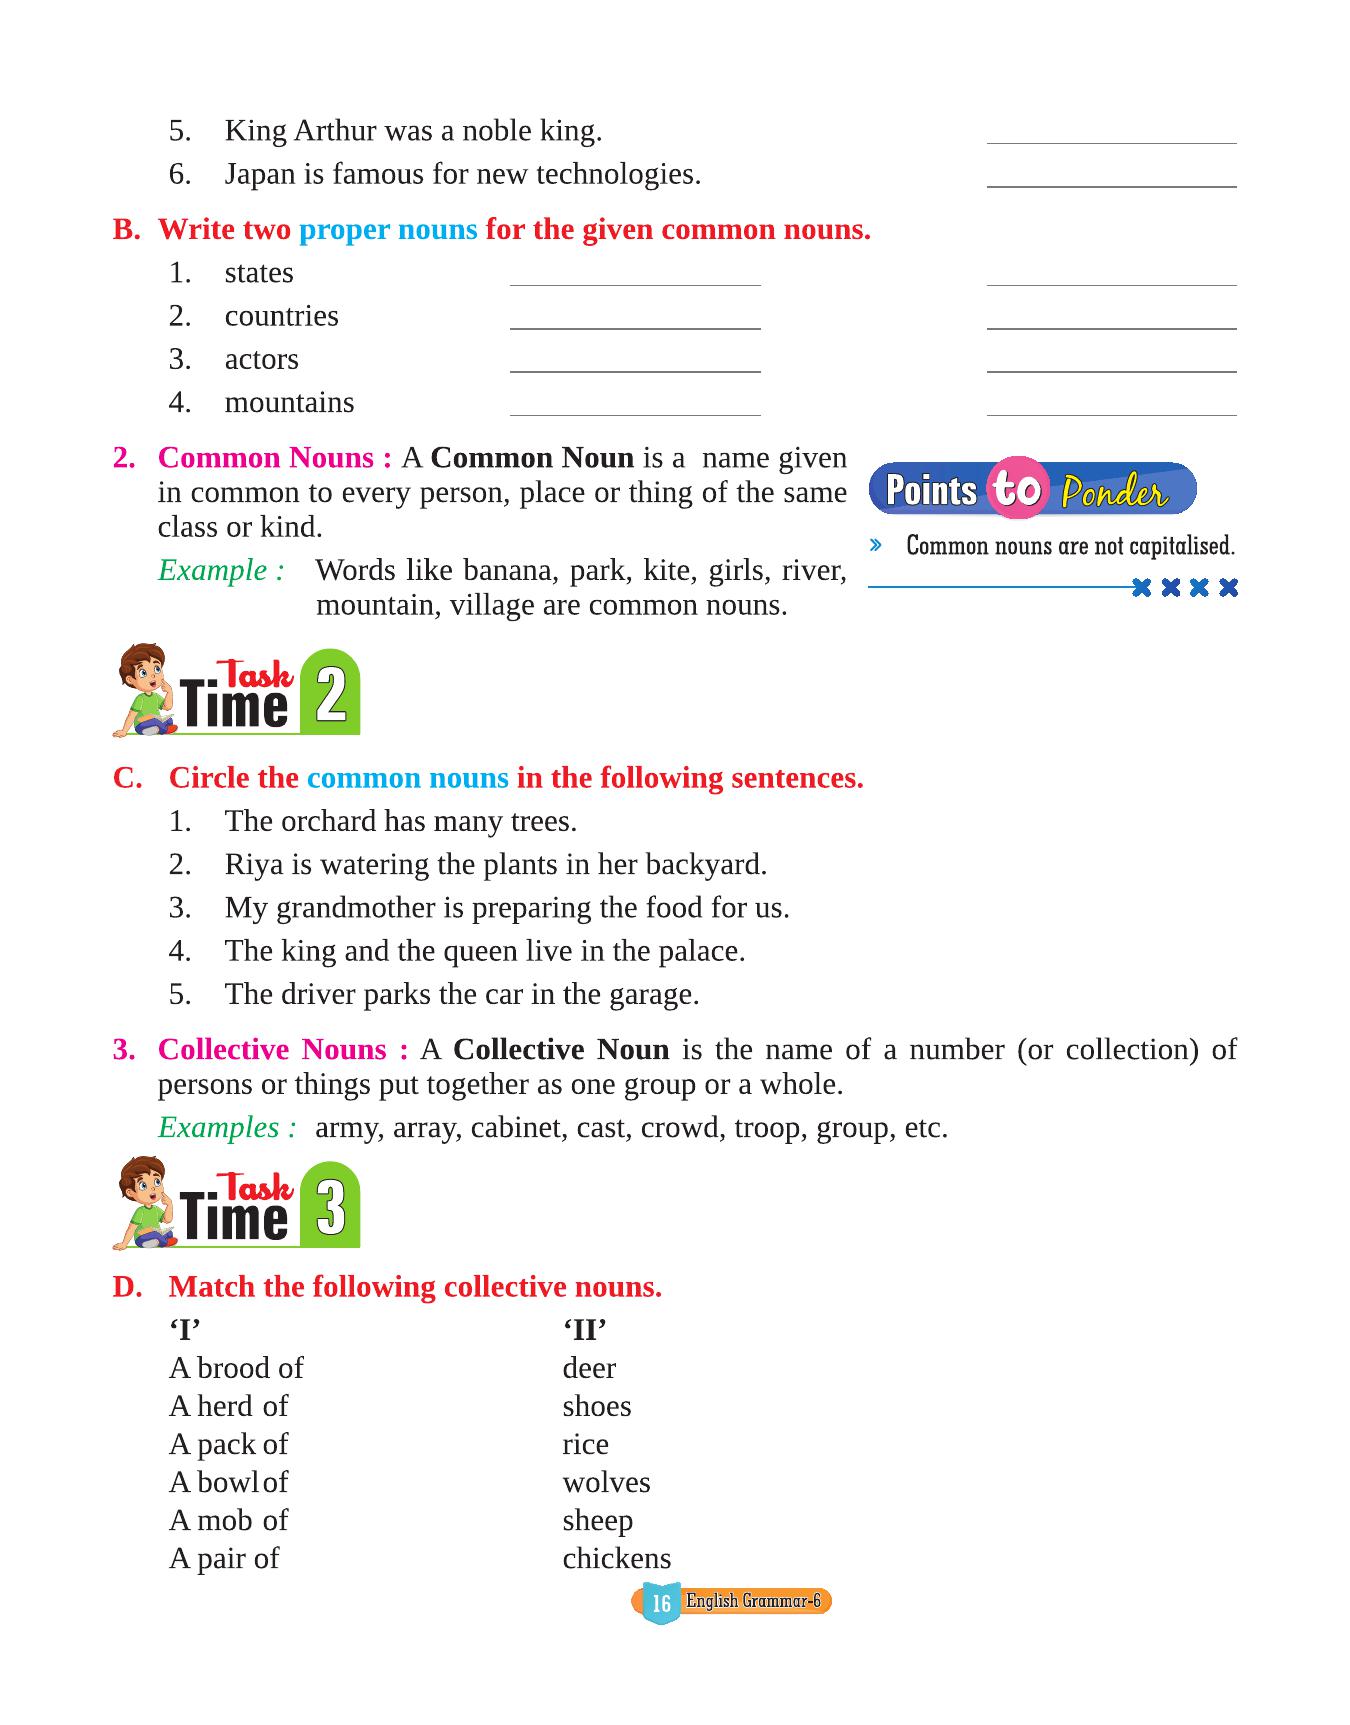 5. King Arthur was a noble king.
6. Japan is famous for new technologies.
B. Write two proper nouns for the given common nouns.
1. states
2. countries
3. actors
4. mountains
2. Common Nouns : A Common Noun is a name given
in common to every person, place or thing of the same
class or kind.
Example : Words like banana, park, kite, girls, river,
mountain, village are common nouns.
Points to Ponder
» Common nouns are not capitalised.
Task
Time 2
C. Circle the common nouns in the following sentences.
1. The orchard has many trees.
2. Riya is watering the plants in her backyard.
3. My grandmother is preparing the food for us.
4. The king and the queen live in the palace.
5. The driver parks the car in the garage.
3. Collective Nouns : A Collective Noun is the name of a number (or collection) of
persons or things put together as one group or a whole.
Examples : army, array, cabinet, cast, crowd, troop, group, etc.
Task
Time 3
D. Match the following collective nouns.
‘I’ ‘II’
A brood of deer
A herd of shoes
A pack of rice
A bowl of wolves
A mob of sheep
A pair of chickens
16 English Grammar-6